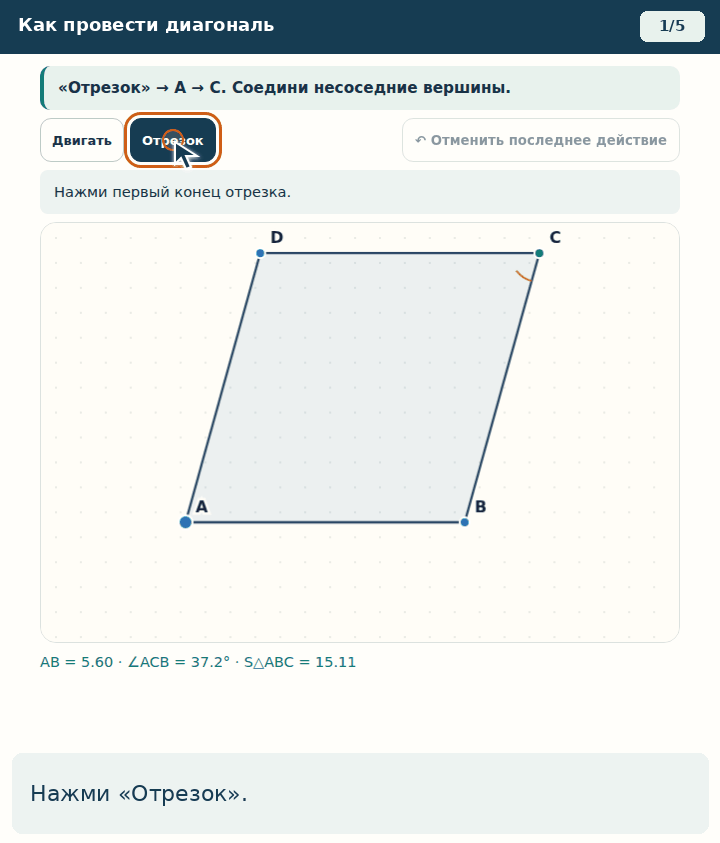 Как провести диагональ
1/5
«Отрезок» → A → C. Соедини несоседние вершины.
Двигать
Отрезок
↶ Отменить последнее действие
Нажми первый конец отрезка.
D
C
A
B
AB = 5.60 · ∠ACB = 37.2° · S△ABC = 15.11
Нажми «Отрезок».